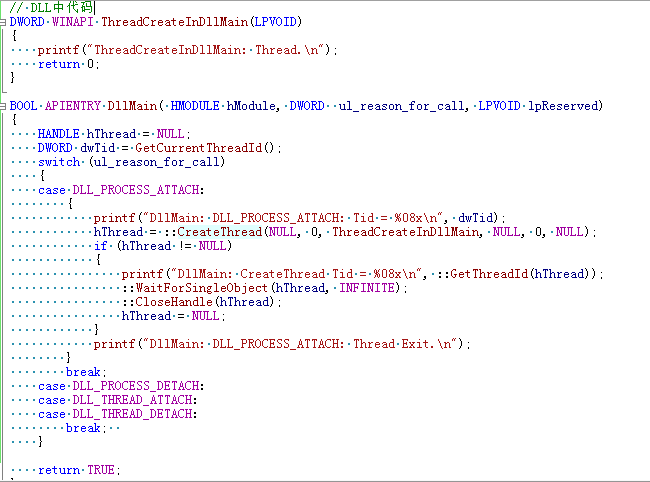 // DLL中代码
DWORD WINAPI ThreadCreateInDllMain(LPVOID)
{
    printf("ThreadCreateInDllMain: Thread.\n");
    return 0;
}

BOOL APIENTRY DllMain( HMODULE hModule, DWORD  ul_reason_for_call, LPVOID lpReserved)
{
    HANDLE hThread = NULL;
    DWORD dwTid = GetCurrentThreadId();
    switch (ul_reason_for_call)
    {
    case DLL_PROCESS_ATTACH:
        {
            printf("DllMain: DLL_PROCESS_ATTACH: Tid = %08x\n", dwTid);
            hThread = ::CreateThread(NULL, 0, ThreadCreateInDllMain, NULL, 0, NULL);
            if (hThread != NULL)
            {
                printf("DllMain: CreateThread Tid = %08x\n", ::GetThreadId(hThread));
                ::WaitForSingleObject(hThread, INFINITE);
                ::CloseHandle(hThread);
                hThread = NULL;
            }
            printf("DllMain: DLL_PROCESS_ATTACH: Thread Exit.\n");
        }
        break;
    case DLL_PROCESS_DETACH:
    case DLL_THREAD_ATTACH:
    case DLL_THREAD_DETACH:
        break;
    }

    return TRUE;